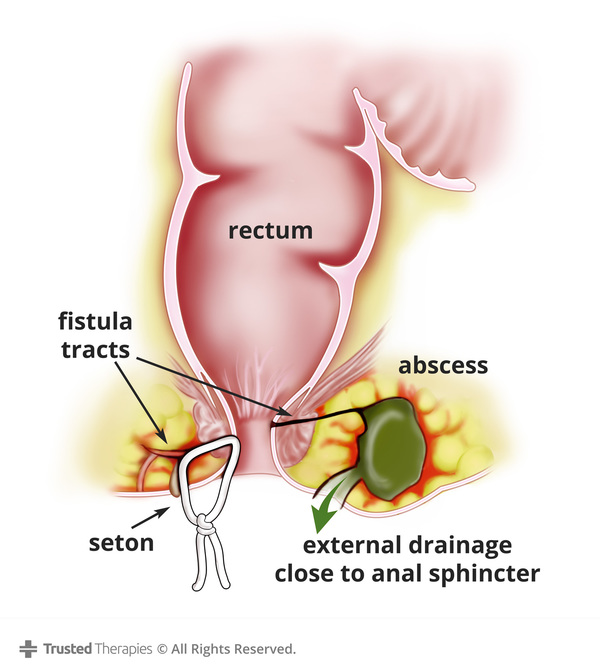 rectum
fistula
tracts
abscess
seton
external drainage
close to anal sphincter
Trusted Therapies © All Rights Reserved.